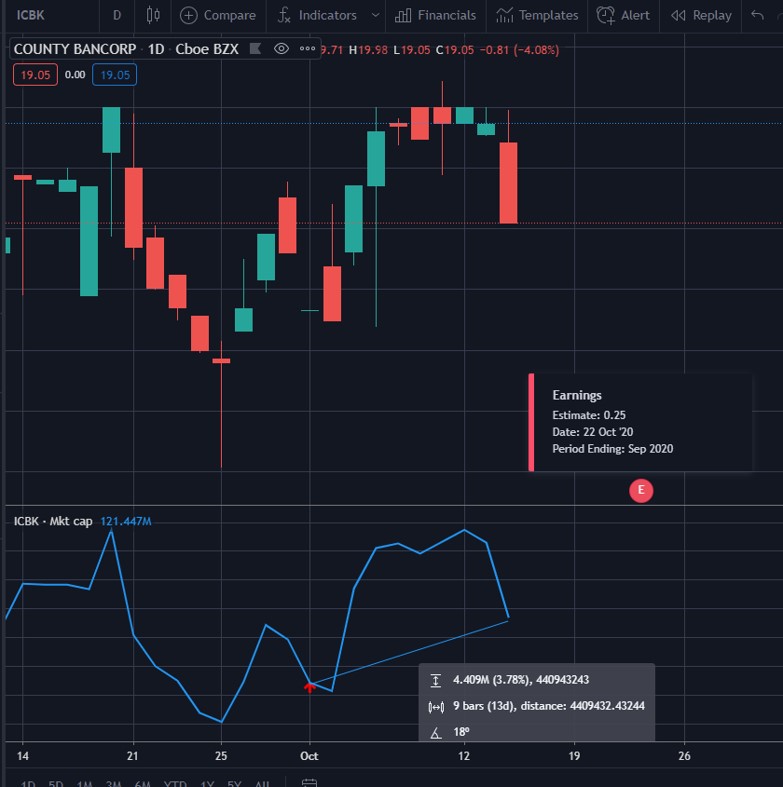 ICBK D Compare Indicators Financials Templates Alert Replay
COUNTY BANCORP · 1D · Cboe BZX 9.71 H19.98 L19.05 C19.05 −0.81 (−4.08%)
19.05 0.00 19.05
Earnings
Estimate: 0.25
Date: 22 Oct '20
Period Ending: Sep 2020
E
ICBK · Mkt cap 121.447M
4.409M (3.78%), 440943243
9 bars (13d), distance: 4409432.43244
18º
14 21 25 Oct 12 19 26
1D 5D 1M 3M 6M YTD 1Y 5Y All